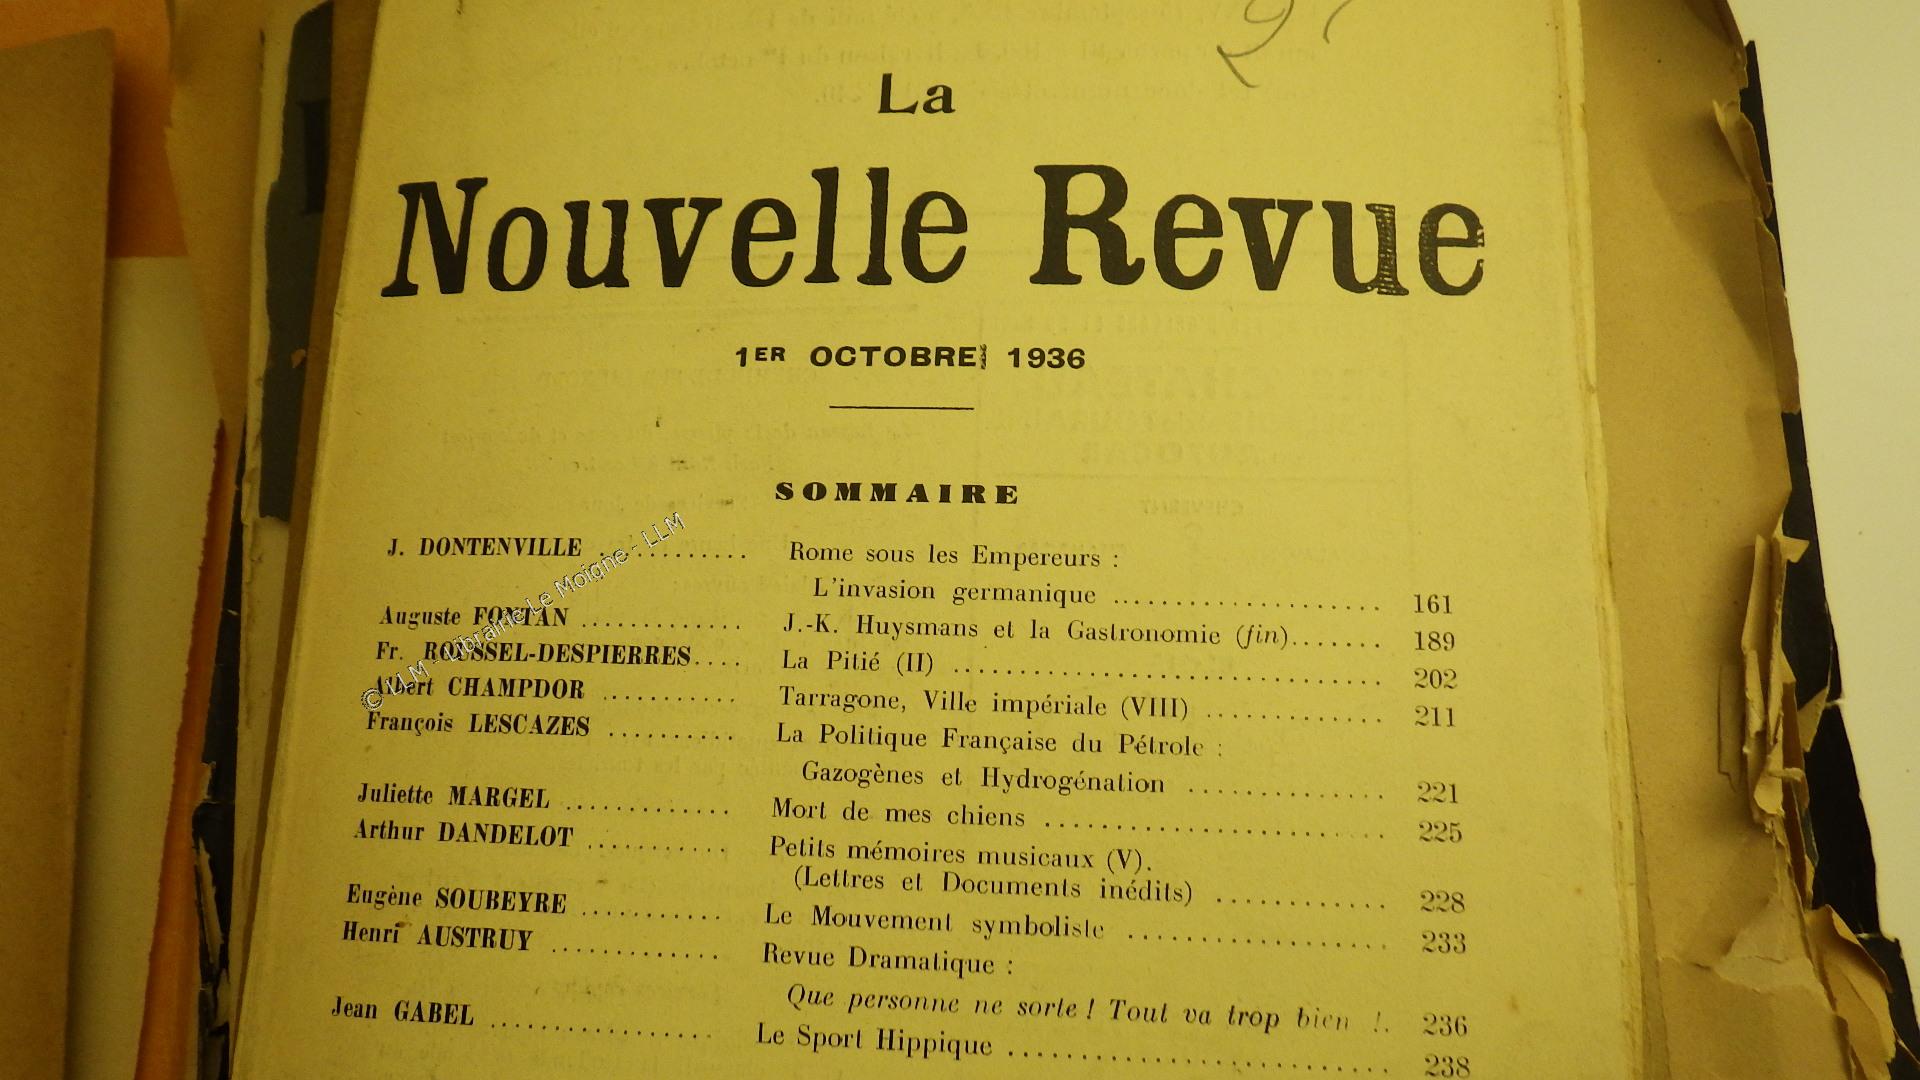 La
Nouvelle Revue
1ER OCTOBRE 1936
SOMMAIRE
J. DONTENVILLE ........... Rome sous les Empereurs :
L'invasion germanique ................... 161
Auguste FONTAN ............ J.-K. Huysmans et la Gastronomie (fin)....... 189
Fr. ROUSSEL-DESPIERRES.... La Pitié (II) .............................. 202
Albert CHAMPDOR .......... Tarragone, Ville impériale (VIII) ............. 211
François LESCAZES ......... La Politique Française du Pétrole :
Gazogènes et Hydrogénation .............. 221
Juliette MARGEL ............ Mort de mes chiens ........................ 225
Arthur DANDELOT ........... Petits mémoires musicaux (V).
(Lettres et Documents inédits) ............ 228
Eugène SOUBEYRE ........... Le Mouvement symboliste ................... 233
Henri AUSTRUY ............. Revue Dramatique :
Que personne ne sorte ! Tout va trop bien !. 236
Jean GABEL ................. Le Sport Hippique ........................... 238
© LLM - Librairie Le Moigne - LLM